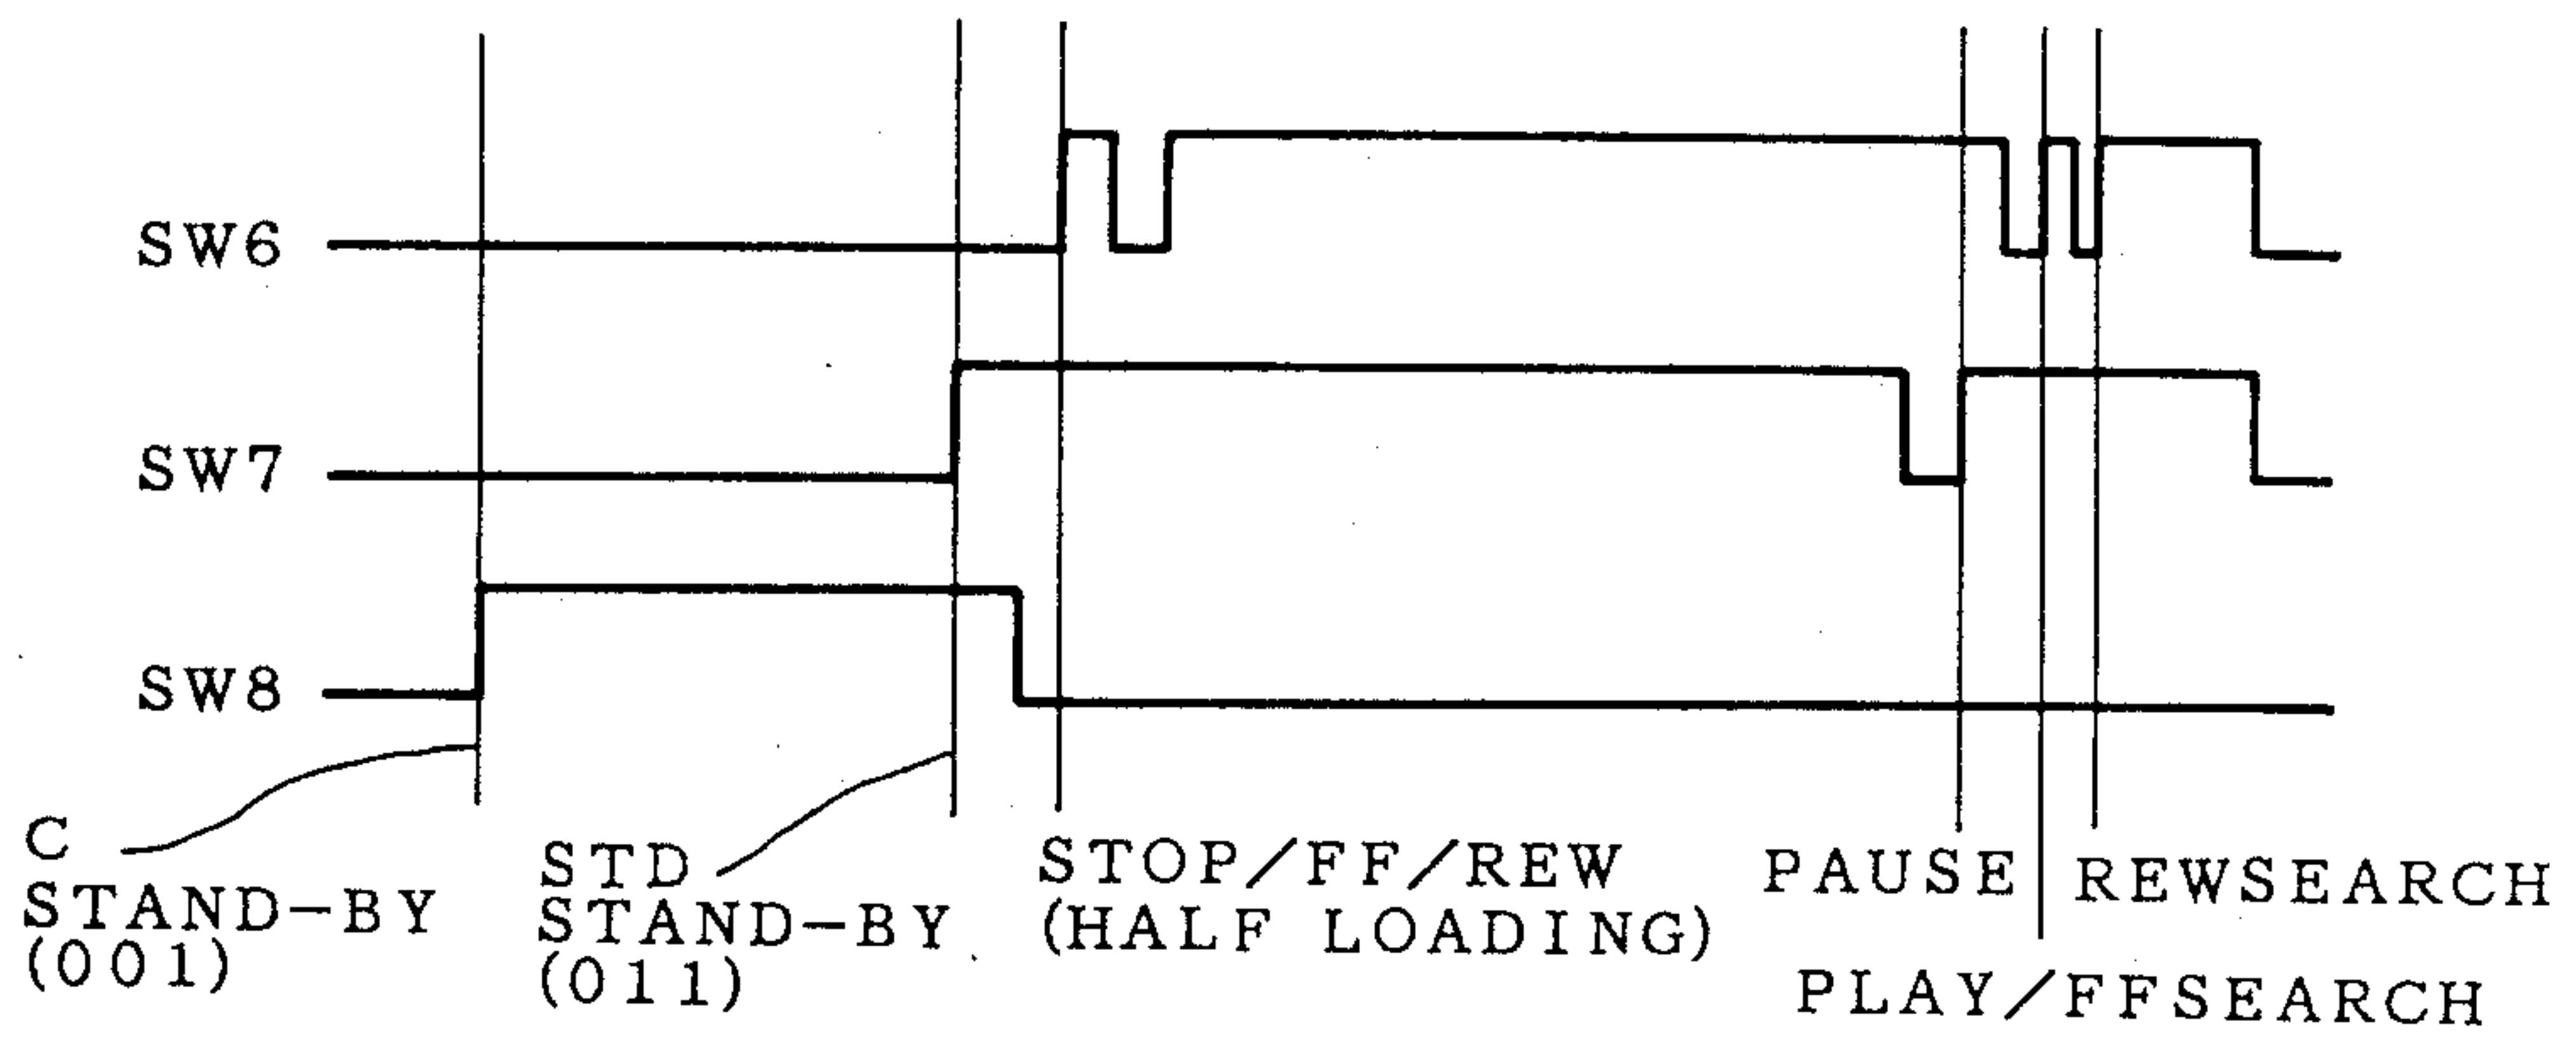 SW6
SW7
SW8
C
STAND-BY
(001)
STD
STAND-BY
(011)
STOP/FF/REW
(HALF LOADING)
PAUSE
REWSEARCH
PLAY/FFSEARCH